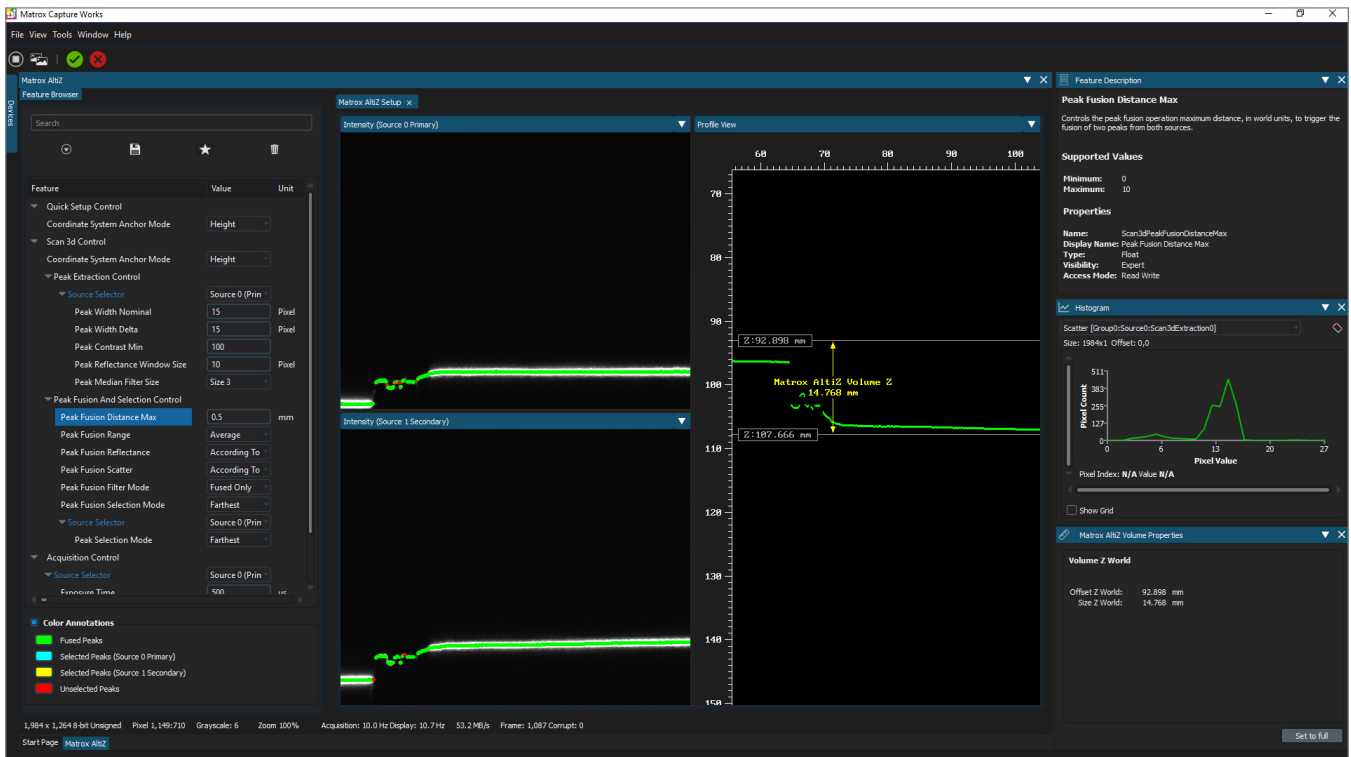 Matrox Capture Works
File View Tools Window Help
Matrox AltiZ
Devices
Feature Browser
Search
Feature Value Unit
Quick Setup Control
Coordinate System Anchor Mode Height
Scan 3d Control
Coordinate System Anchor Mode Height
Peak Extraction Control
Source Selector Source 0 (Prin
Peak Width Nominal 15 Pixel
Peak Width Delta 15 Pixel
Peak Contrast Min 100
Peak Reflectance Window Size 10 Pixel
Peak Median Filter Size Size 3
Peak Fusion And Selection Control
Peak Fusion Distance Max 0.5 mm
Peak Fusion Range Average
Peak Fusion Reflectance According To
Peak Fusion Scatter According To
Peak Fusion Filter Mode Fused Only
Peak Fusion Selection Mode Farthest
Source Selector Source 0 (Prin
Peak Selection Mode Farthest
Acquisition Control
Source Selector Source 0 (Prin
Exposure Time 500 us
Color Annotations
Fused Peaks
Selected Peaks (Source 0 Primary)
Selected Peaks (Source 1 Secondary)
Unselected Peaks
Matrox AltiZ Setup
Intensity (Source 0 Primary)
Intensity (Source 1 Secondary)
Profile View
60 70 80 90 100
70
80
90
Z:92.898 mm
100
Matrox AltiZ Volume Z
14.768 mm
Z:107.666 mm
110
120
130
140
150
Feature Description
Peak Fusion Distance Max
Controls the peak fusion operation maximum distance, in world units, to trigger the
fusion of two peaks from both sources.
Supported Values
Minimum: 0
Maximum: 10
Properties
Name: Scan3dPeakFusionDistanceMax
Display Name: Peak Fusion Distance Max
Type: Float
Visibility: Expert
Access Mode: Read Write
Histogram
Scatter [Group0:Source0:Scan3dExtraction0]
Size: 1984x1 Offset: 0,0
Pixel Count
511
383
255
127
0
0 6 13 20 27
Pixel Value
Pixel Index: N/A Value N/A
Show Grid
Matrox AltiZ Volume Properties
Volume Z World
Offset Z World: 92.898 mm
Size Z World: 14.768 mm
Set to full
1,984 x 1,264 8-bit Unsigned Pixel 1,149:710 Grayscale: 6 Zoom 100% Acquisition: 10.0 Hz Display: 10.7 Hz 53.2 MB/s Frame: 1,087 Corrupt: 0
Start Page Matrox AltiZ